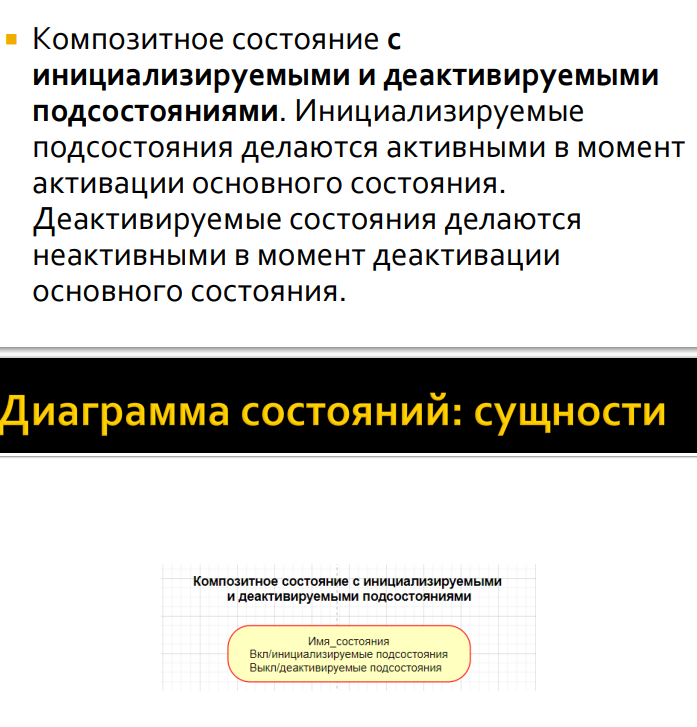 Композитное состояние с
инициализируемыми и деактивируемыми
подсостояниями. Инициализируемые
подсостояния делаются активными в момент
активации основного состояния.
Деактивируемые состояния делаются
неактивными в момент деактивации
основного состояния.
Диаграмма состояний: сущности
Композитное состояние с инициализируемыми
и деактивируемыми подсостояниями
Имя_состояния
Вкл/инициализируемые подсостояния
Выкл/деактивируемые подсостояния